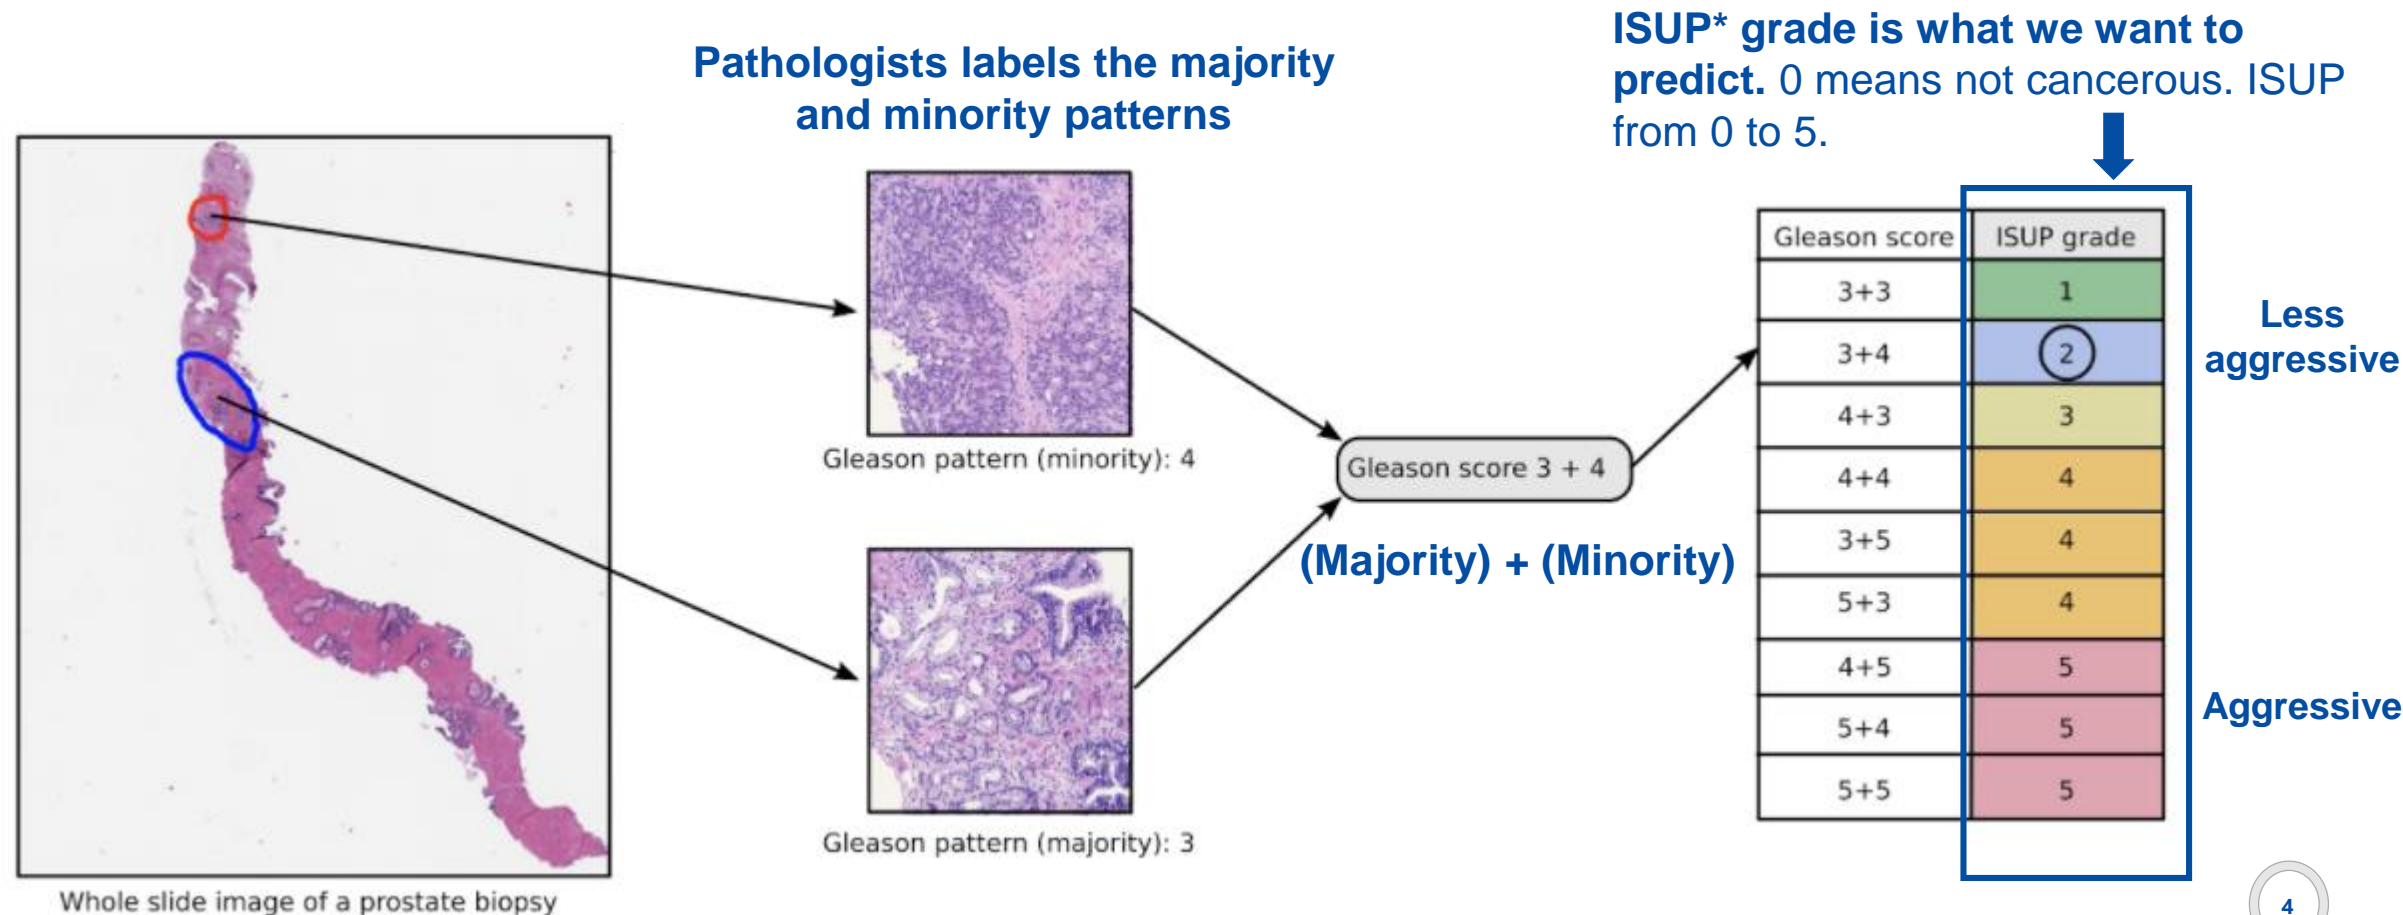 Pathologists labels the majority
and minority patterns
ISUP* grade is what we want to
predict. 0 means not cancerous. ISUP
from 0 to 5.
Whole slide image of a prostate biopsy
Gleason pattern (minority): 4
Gleason pattern (majority): 3
Gleason score 3 + 4
(Majority) + (Minority)
Gleason score ISUP grade
3+3 1
3+4 2
4+3 3
4+4 4
3+5 4
5+3 4
4+5 5
5+4 5
5+5 5
Less
aggressive
Aggressive
4